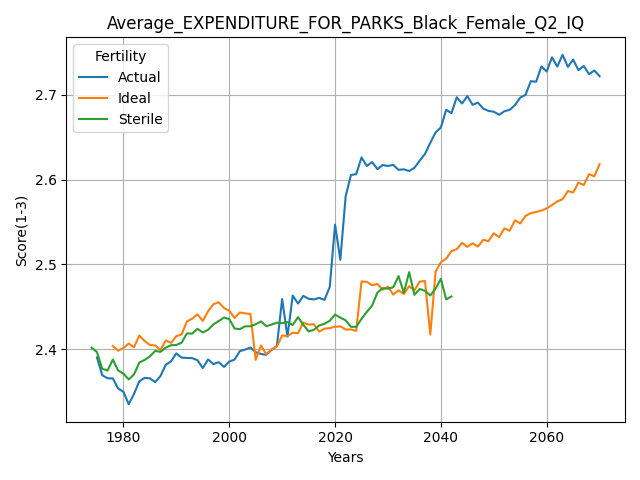 Average_EXPENDITURE_FOR_PARKS_Black_Female_Q2_IQ
Fertility
Actual
Ideal
Sterile
Score(1-3)
2.7
2.6
2.5
2.4
1980 2000 2020 2040 2060
Years